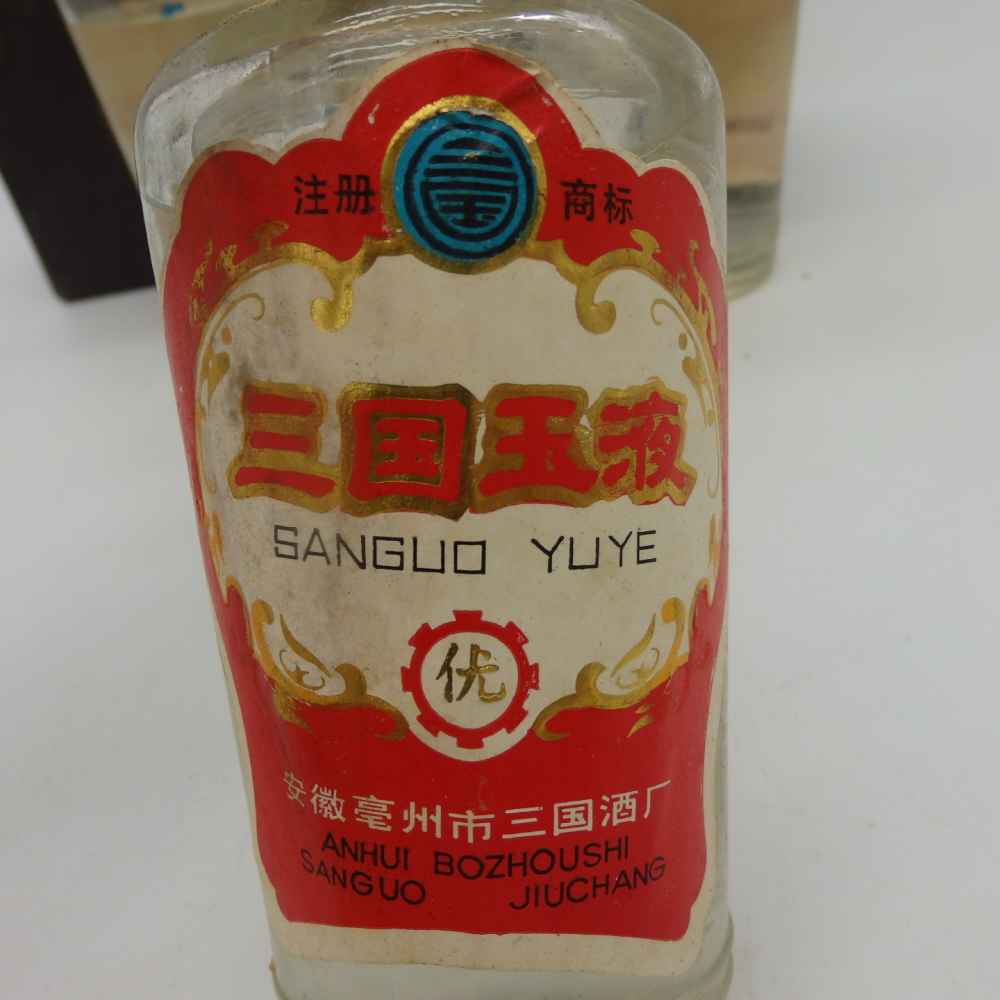 注册 商标
三国玉液
SANGUO YUYE
优
安徽亳州市三国酒厂
ANHUI BOZHOUSHI
SANGUO JIUCHANG